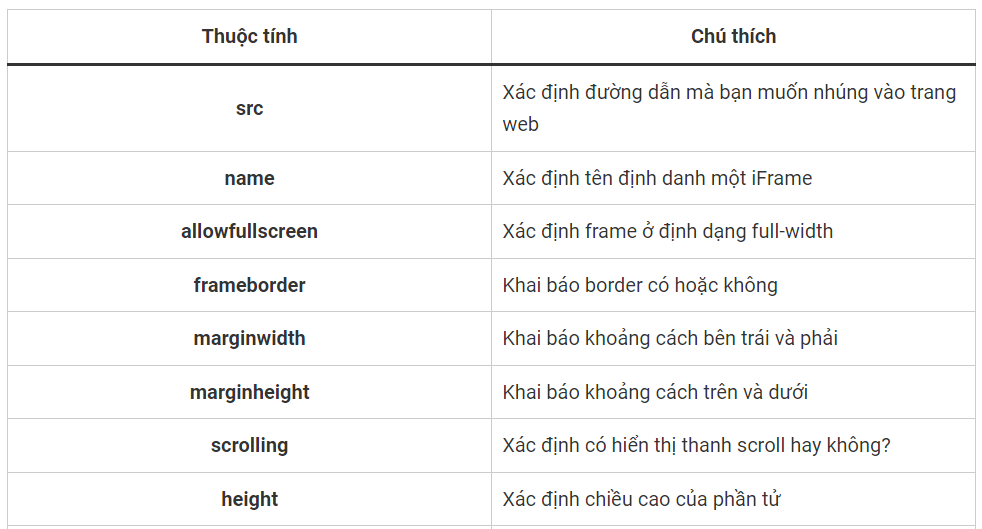 Thuộc tính
Chú thích
src
Xác định đường dẫn mà bạn muốn nhúng vào trang
web
name
Xác định tên định danh một iFrame
allowfullscreen
Xác định frame ở định dạng full-width
frameborder
Khai báo border có hoặc không
marginwidth
Khai báo khoảng cách bên trái và phải
marginheight
Khai báo khoảng cách trên và dưới
scrolling
Xác định có hiển thị thanh scroll hay không?
height
Xác định chiều cao của phần tử